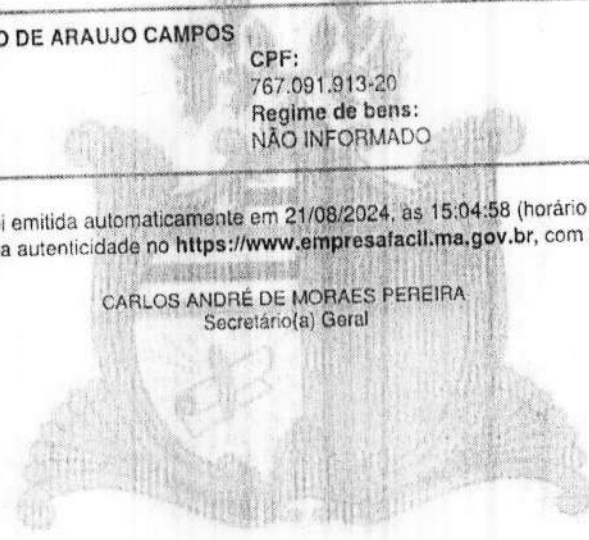 O DE ARAUJO CAMPOS
CPF:
767.091.913-20
Regime de bens:
NÃO INFORMADO
i emitida automaticamente em 21/08/2024, às 15:04:58 (horário
a autenticidade no https://www.empresafacil.ma.gov.br, com
CARLOS ANDRÉ DE MORAES PEREIRA
Secretário(a) Geral